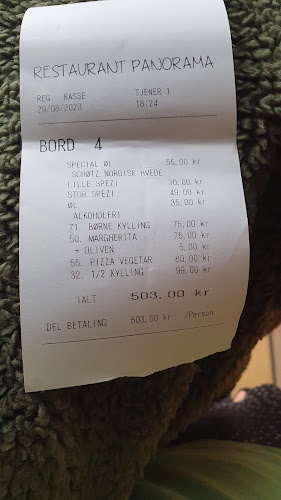 RESTAURANT PANORAMA
REG KASSE TJENER 1
29/08/2023 18:24
BORD 4
SPECIAL ØL 55.00 kr
SCHIØTZ NORDISK HVEDE
LILLE SPEZI 30.00 kr
STOR SPEZI 49.00 kr
ØL 35.00 kr
ALKOHOLFRI
71. BØRNE KYLLING 75.00 kr
50. MARGHERITA 75.00 kr
+ OLIVEN 5.00 kr
55. PIZZA VEGETAR 80.00 kr
32. 1/2 KYLLING 99.00 kr
IALT 503.00 kr
DEL BETALING 503.00 kr /Person